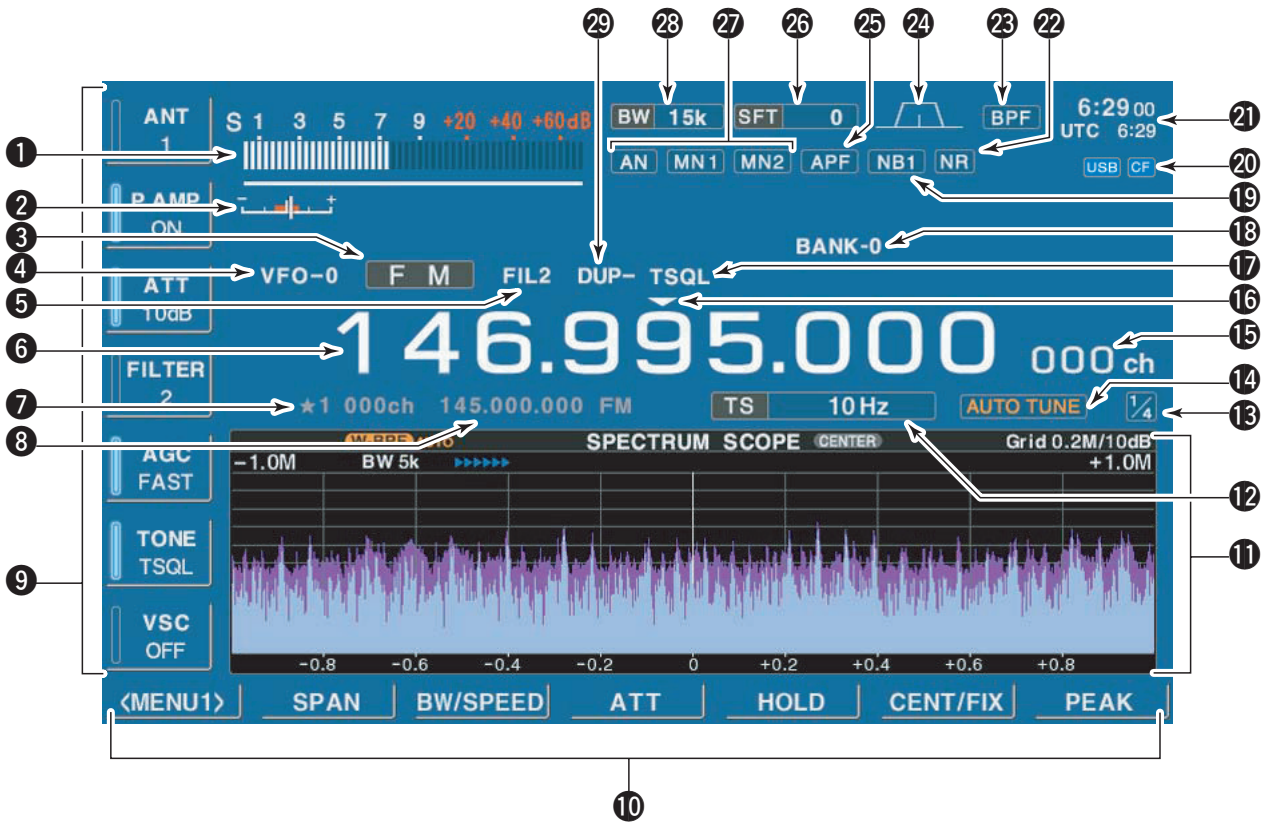 29 28 27 26 25 24 23 22
ANT
1
S 1 3 5 7 9 +20 +40 +60dB
BW 15k SFT 0 BPF
6:29 00
UTC 6:29
21
1
AN MN1 MN2 APF NB1 NR
USB CF
20
2
P.AMP
ON
- +
19
3
BANK-0
18
4
VFO-0 F M FIL2 DUP- TSQL
17
ATT
10dB
5
16
6
146.995.000
000 ch
15
FILTER
2
14
7
★1 000ch 145.000.000 FM
TS 10Hz
AUTO TUNE
1/4
13
8
AGC
FAST
W-BPF AUTO
SPECTRUM SCOPE CENTER
Grid 0.2M/10dB
-1.0M BW 5k ▶▶▶▶▶▶ +1.0M
12
TONE
TSQL
9
11
VSC
OFF
-0.8 -0.6 -0.4 -0.2 0 +0.2 +0.4 +0.6 +0.8
<MENU1> SPAN BW/SPEED ATT HOLD CENT/FIX PEAK
10